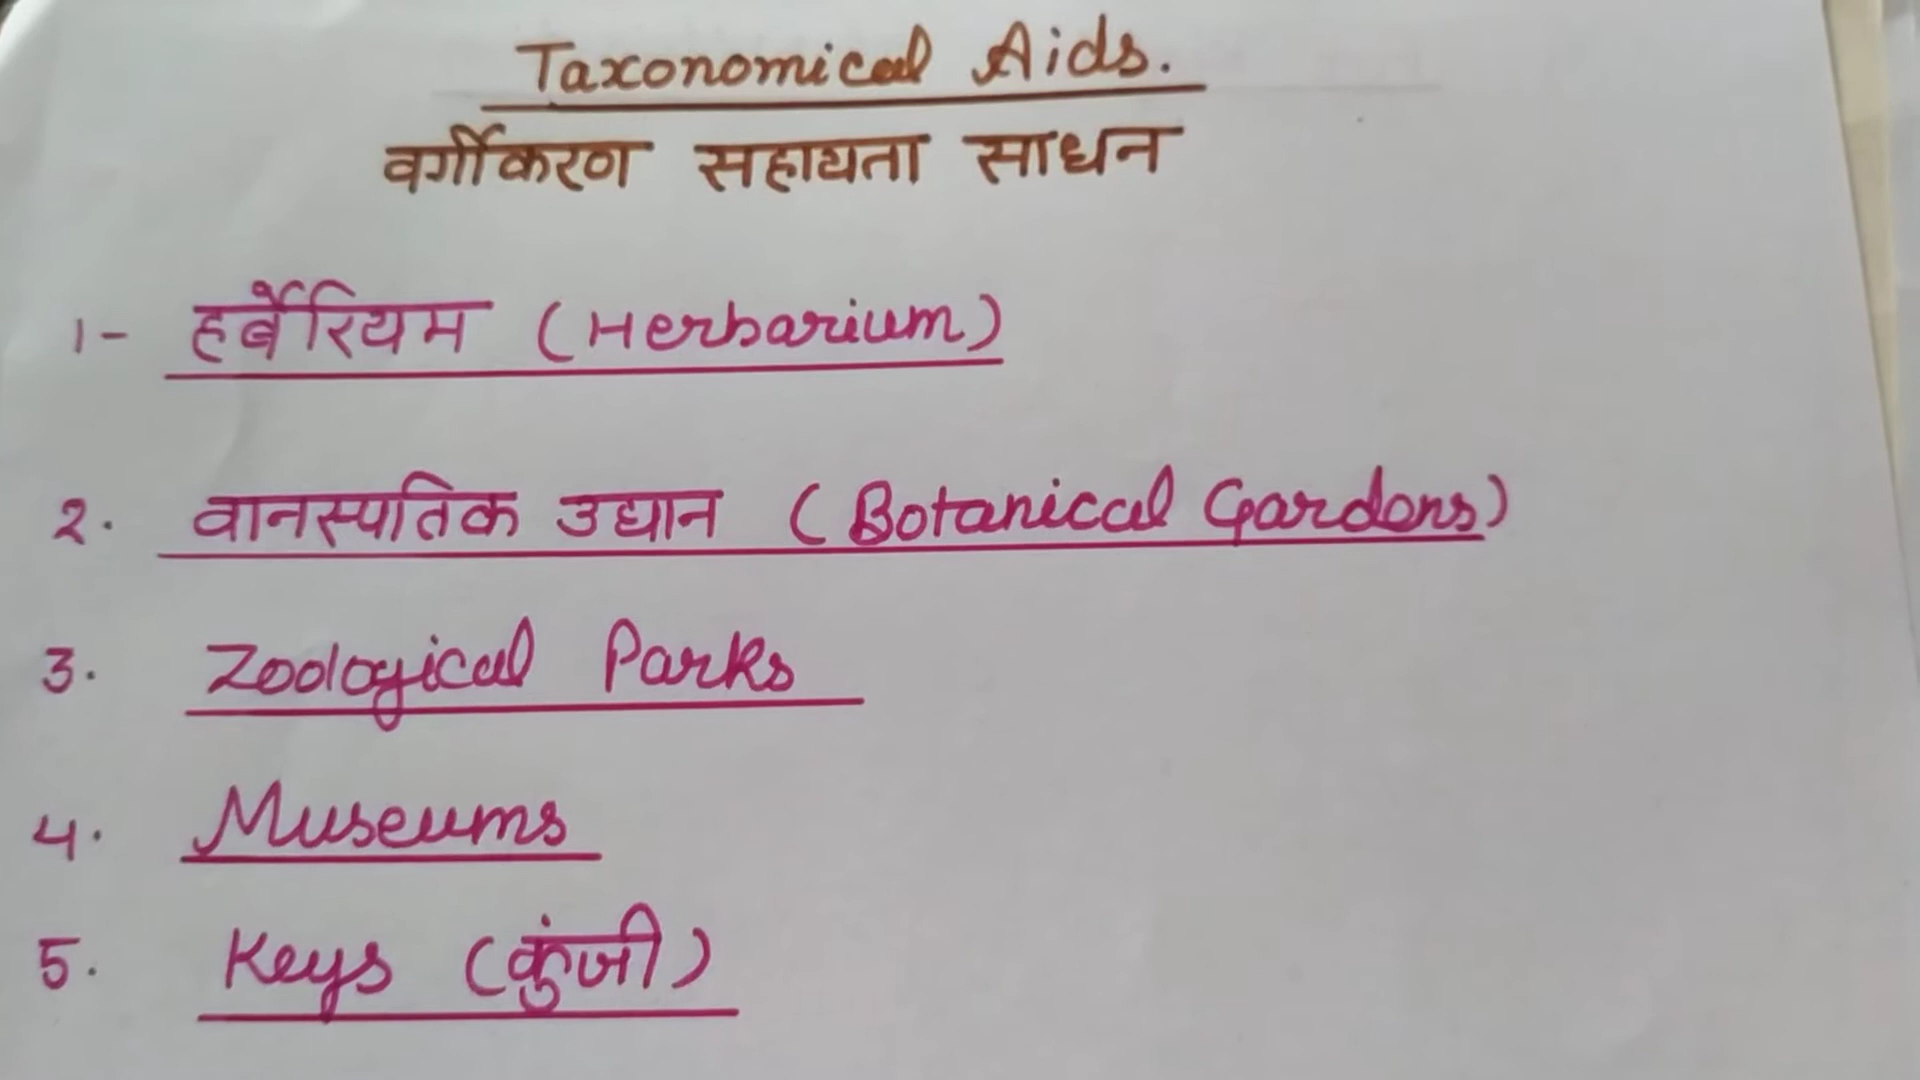 Taxonomical Aids.
वर्गीकरण सहायता साधन
1- हर्बेरियम (Herbarium)
2. वानस्पतिक उद्यान (Botanical Gardens)
3. Zoological Parks
4. Museums
5. Keys (कुंजी)